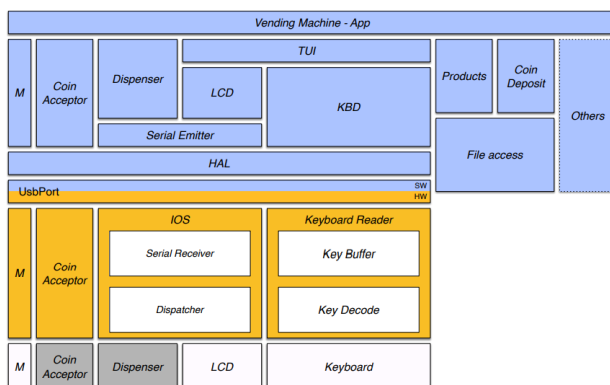 Vending Machine - App
M
Coin
Acceptor
Dispenser
TUI
LCD
KBD
Serial Emitter
Products
Coin
Deposit
Others
File access
HAL
UsbPort
SW
HW
M
Coin
Acceptor
IOS
Serial Receiver
Dispatcher
Keyboard Reader
Key Buffer
Key Decode
M
Coin
Acceptor
Dispenser
LCD
Keyboard